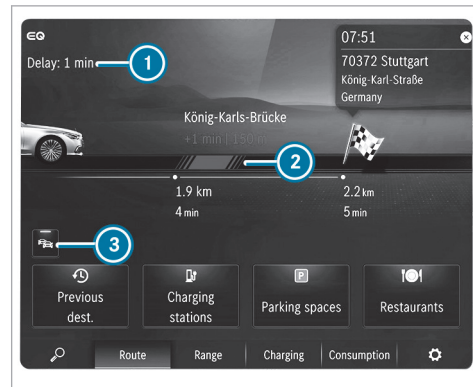 EQ
Delay: 1 min
1
07:51
70372 Stuttgart
König-Karl-Straße
Germany
König-Karls-Brücke
+1 min | 150 m
2
1.9 km
4 min
2.2 km
5 min
3
Previous
dest.
Charging
stations
P
Parking spaces
Restaurants
Route
Range
Charging
Consumption